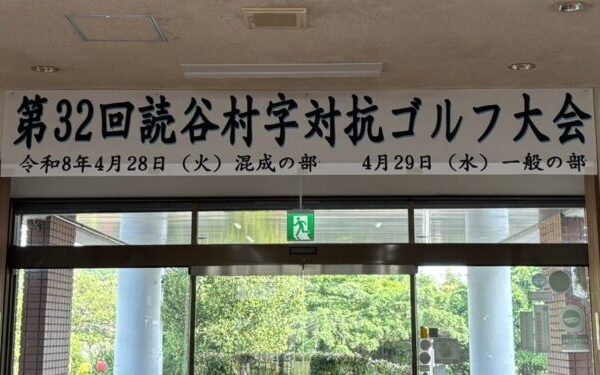 第32回読谷村字対抗ゴルフ大会
令和8年4月28日（火）混成の部　4月29日（水）一般の部